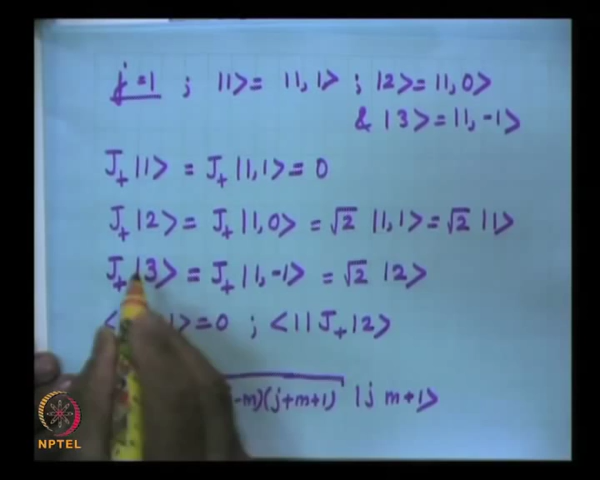 j=1 ; |1> = |1,1> ; |2> = |1,0>
& |3> = |1,-1>
J₊|1> = J₊|1,1> = 0
J₊|2> = J₊|1,0> = √2 |1,1> = √2 |1>
J₊|3> = J₊|1,-1> = √2 |2>
<1> = 0 ; <1|J₊|2>
-m)(j+m+1) |j m+1>
NPTEL